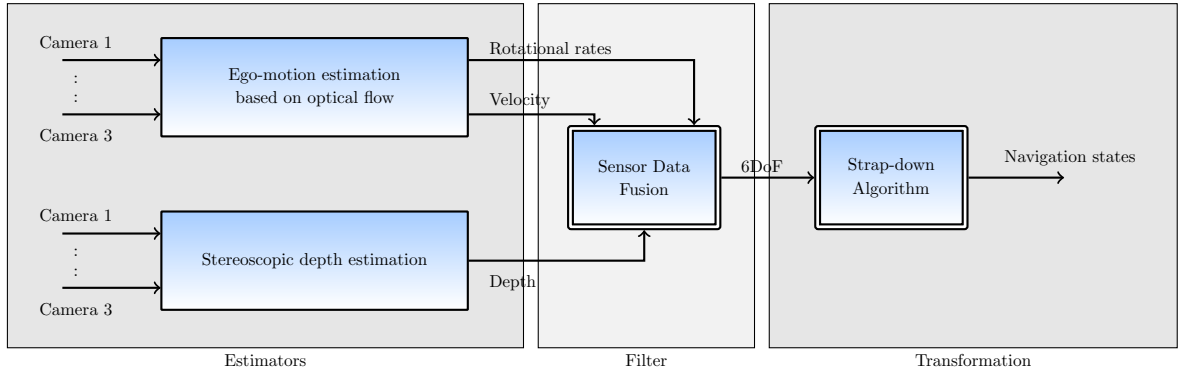 Camera 1
:
:
Camera 3
Ego-motion estimation
based on optical flow
Rotational rates
Velocity
Camera 1
:
:
Camera 3
Stereoscopic depth estimation
Depth
Estimators
Sensor Data
Fusion
6DoF
Filter
Strap-down
Algorithm
Navigation states
Transformation